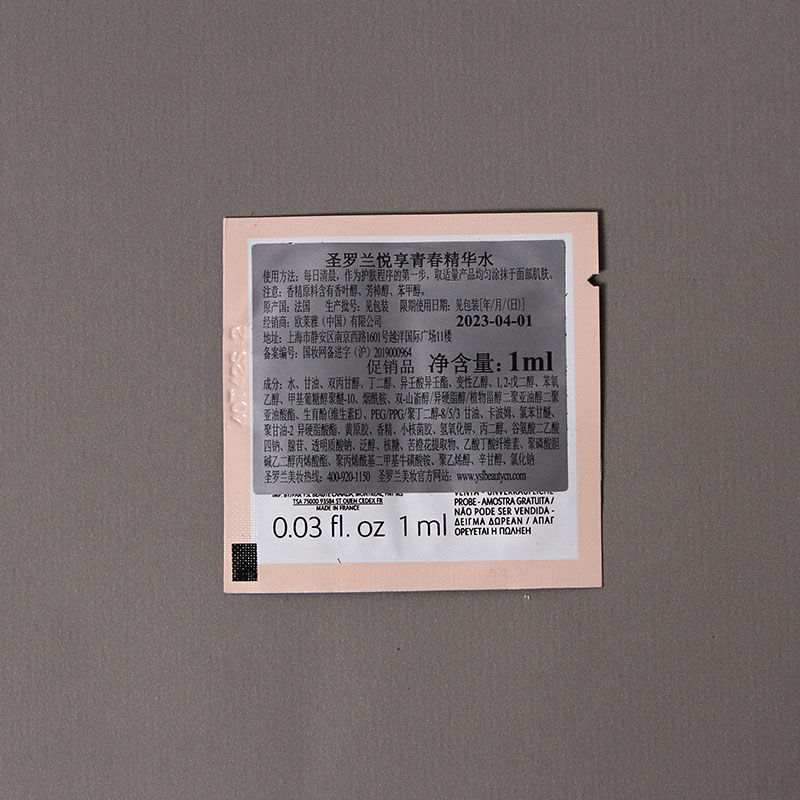 圣罗兰悦享青春精华水
使用方法：每日清晨，作为护肤程序的第一步，取适量产品均匀涂抹于面部肌肤。
注意：香精原料含有香叶醇、芳樟醇、苯甲醇。
原产国：法国 生产批号：见包装 限期使用日期：见包装[年/月/(日)]
经销商：欧莱雅（中国）有限公司 2023-04-01
地址：上海市静安区南京西路1601号越洋国际广场11楼
备案编号：国妆网备进字（沪）2019000964
促销品 净含量：1ml
成分：水、甘油、双丙甘醇、丁二醇、异壬酸异壬酯、变性乙醇、1,2-戊二醇、苯氧
乙醇、甲基葡糖醇聚醚-10、烟酰胺、双-山嵛醇/异硬脂醇/植物甾醇二聚亚油醇二聚
亚油酸酯、生育酚(维生素E)、PEG/PPG/聚丁二醇-8/5/3 甘油、卡波姆、氯苯甘醚、
聚甘油-2 异硬脂酸酯、黄原胶、香精、小核菌胶、氢氧化钾、丙二醇、谷氨酸二乙酸
四钠、腺苷、透明质酸钠、泛醇、核糖、苦橙花提取物、乙酸丁酸纤维素、聚磷酸胆
碱乙二醇丙烯酸酯、聚丙烯酰基二甲基牛磺酸铵、聚乙烯醇、辛甘醇、氯化钠
圣罗兰美妆热线：400-920-1150 圣罗兰美妆官方网站：www.yslbeautycn.com
TSA 75000 93584 ST OUEN CEDEX FR
MADE IN FRANCE
0.03 fl. oz 1 ml
PROBE - AMOSTRA GRATUITA /
NÃO PODE SER VENDIDA -
ΔΕΙΓΜΑ ΔΩΡΕΑΝ / ΑΠΑΓ
ΟΡΕΥΕΤΑΙ Η ΠΩΛΗΣΗ